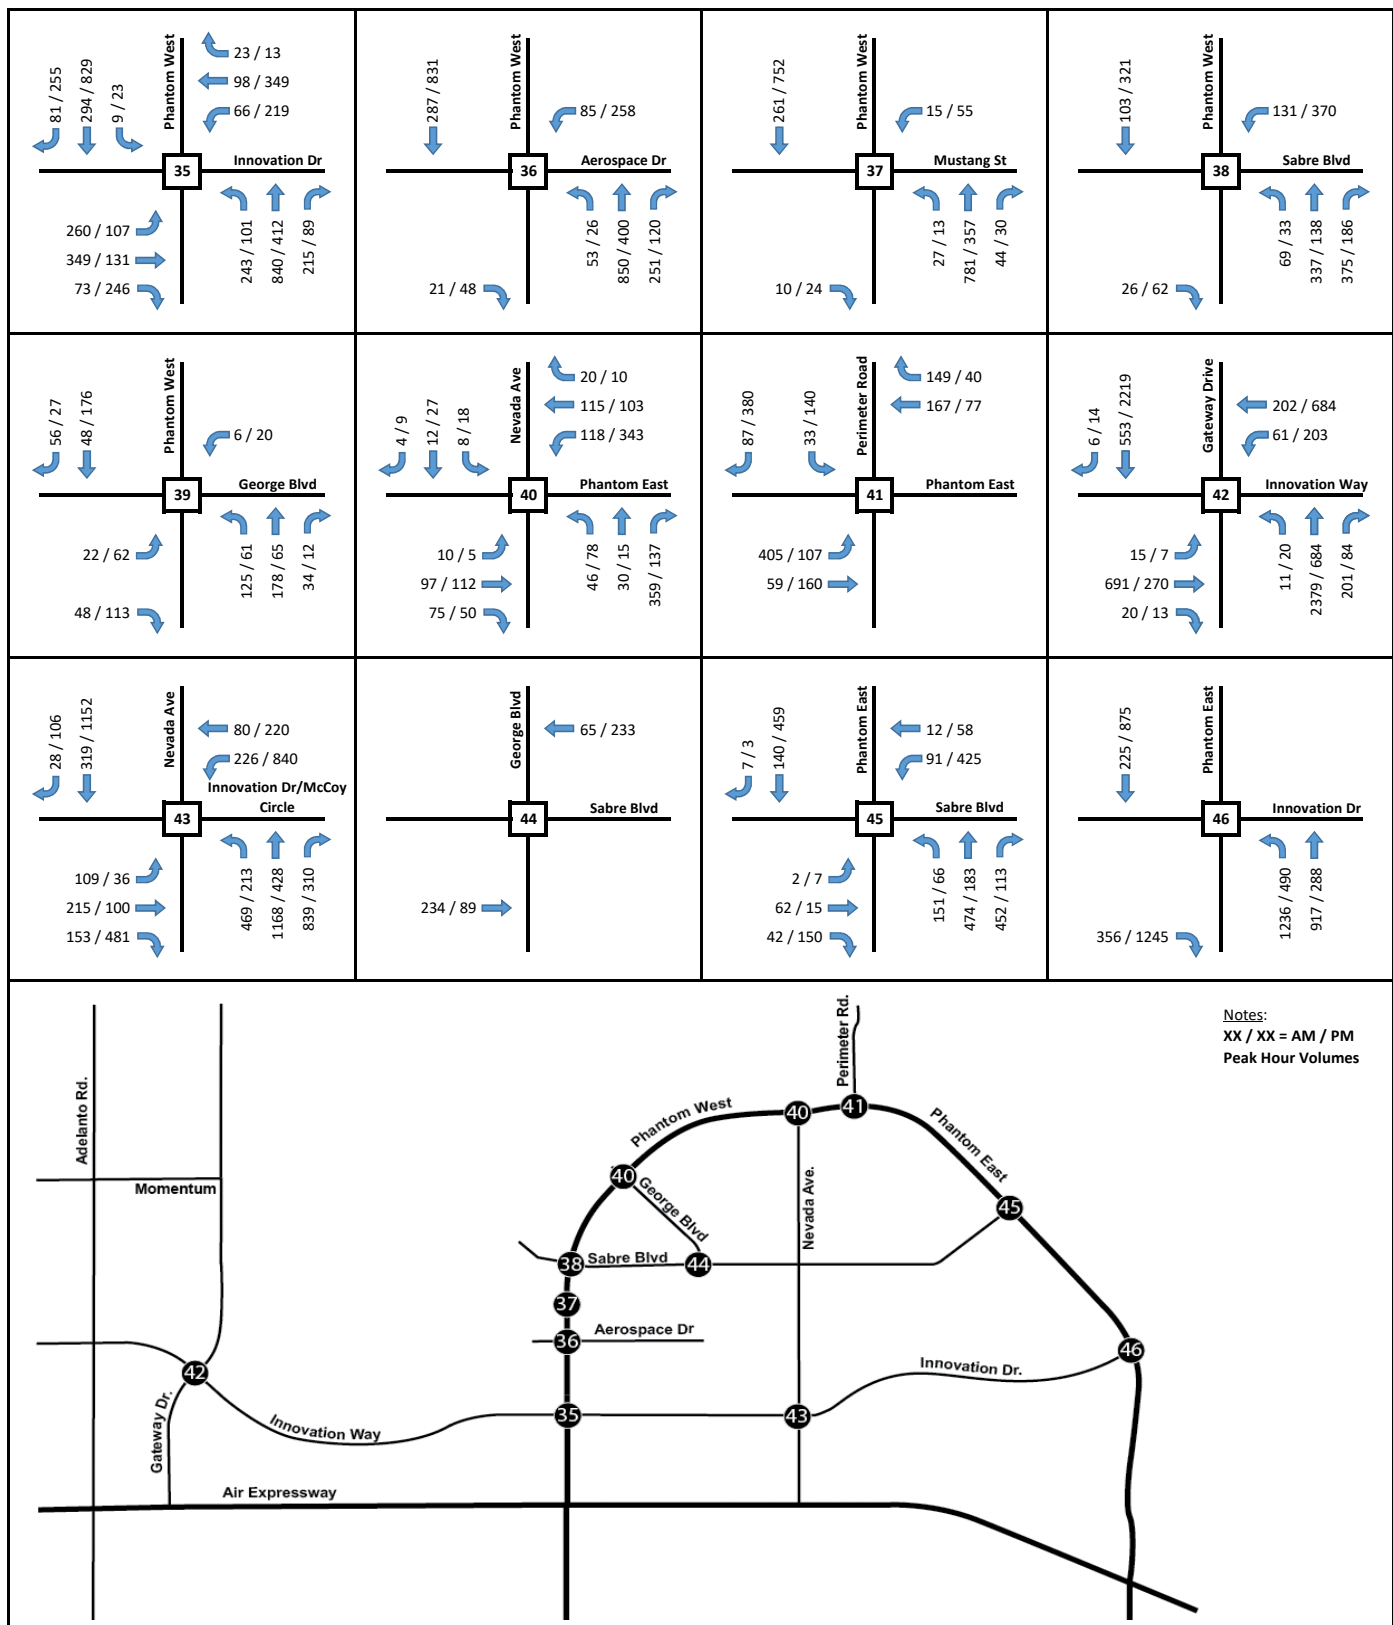 Phantom West
23 / 13
98 / 349
66 / 219
81 / 255
294 / 829
9 / 23
Innovation Dr
35
260 / 107
349 / 131
73 / 246
243 / 101
840 / 412
215 / 89
Phantom West
287 / 831
85 / 258
Aerospace Dr
36
53 / 26
850 / 400
251 / 120
21 / 48
Phantom West
261 / 752
15 / 55
Mustang St
37
27 / 13
781 / 357
44 / 30
10 / 24
Phantom West
103 / 321
131 / 370
Sabre Blvd
38
69 / 33
337 / 138
375 / 186
26 / 62
Phantom West
56 / 27
48 / 176
6 / 20
George Blvd
39
22 / 62
48 / 113
125 / 61
178 / 65
34 / 12
Nevada Ave
20 / 10
115 / 103
118 / 343
4 / 9
12 / 27
8 / 18
Phantom East
40
10 / 5
97 / 112
75 / 50
46 / 78
30 / 15
359 / 137
Perimeter Road
149 / 40
167 / 77
87 / 380
33 / 140
Phantom East
41
405 / 107
59 / 160
Gateway Drive
202 / 684
61 / 203
6 / 14
553 / 2219
Innovation Way
42
15 / 7
691 / 270
20 / 13
11 / 20
2379 / 684
201 / 84
Nevada Ave
80 / 220
226 / 840
28 / 106
319 / 1152
Innovation Dr/McCoy
Circle
43
109 / 36
215 / 100
153 / 481
469 / 213
1168 / 428
839 / 310
George Blvd
65 / 233
Sabre Blvd
44
234 / 89
Phantom East
12 / 58
91 / 425
7 / 3
140 / 459
Sabre Blvd
45
2 / 7
62 / 15
42 / 150
151 / 66
474 / 183
452 / 113
Phantom East
225 / 875
Innovation Dr
46
1236 / 490
917 / 288
356 / 1245
Notes:
XX / XX = AM / PM
Peak Hour Volumes
Adelanto Rd.
Momentum
Perimeter Rd.
Phantom West
40
41
Phantom East
40
George Blvd
Nevada Ave.
45
38
Sabre Blvd
44
37
36
Aerospace Dr
46
42
Innovation Dr.
Gateway Dr.
Innovation Way
35
43
Air Expressway